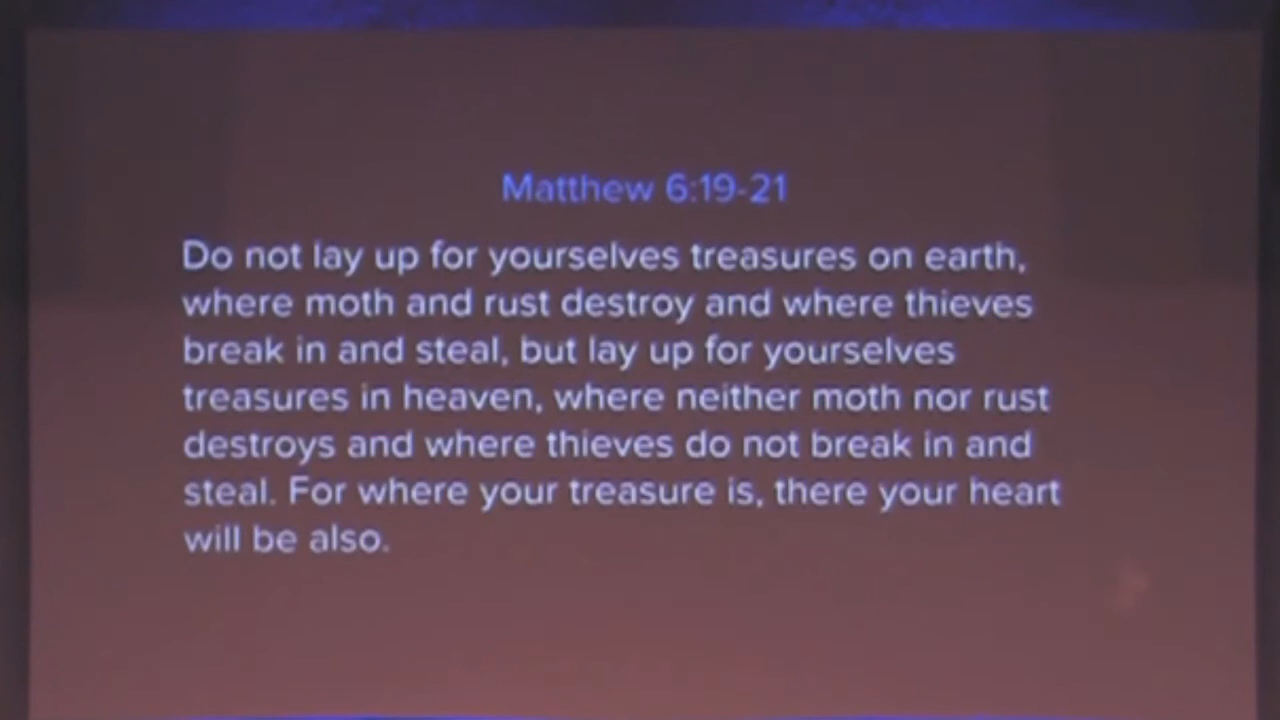 Matthew 6:19-21
Do not lay up for yourselves treasures on earth,
where moth and rust destroy and where thieves
break in and steal, but lay up for yourselves
treasures in heaven, where neither moth nor rust
destroys and where thieves do not break in and
steal. For where your treasure is, there your heart
will be also.